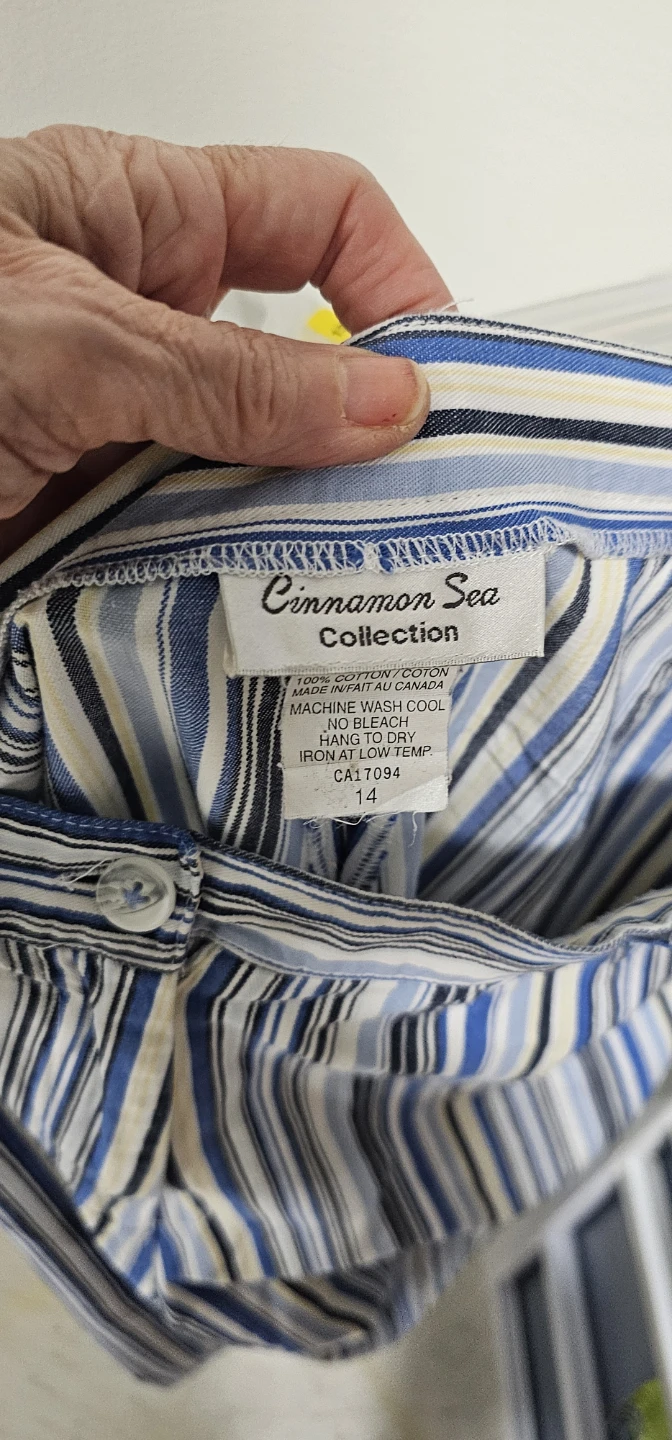 Cinnamon Sea
Collection
100% COTTON / COTON
MADE IN/FAIT AU CANADA
MACHINE WASH COOL
NO BLEACH
HANG TO DRY
IRON AT LOW TEMP.
CA17094
14